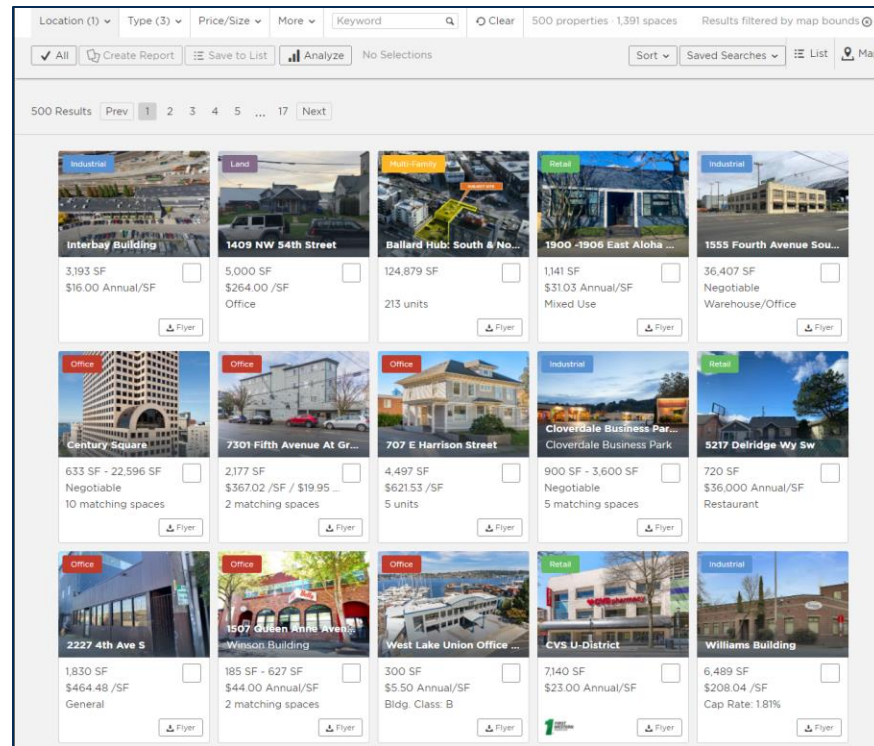 Location (1) Type (3) Price/Size More Keyword Clear 500 properties · 1,391 spaces Results filtered by map bounds
All Create Report Save to List Analyze No Selections Sort Saved Searches List Ma
500 Results Prev 1 2 3 4 5 ... 17 Next
Industrial
Interbay Building
3,193 SF
$16.00 Annual/SF
Flyer
Land
1409 NW 54th Street
5,000 SF
$264.00 /SF
Office
Flyer
Multi-Family
Ballard Hub: South & No...
124,879 SF
213 units
Flyer
Retail
1900 -1906 East Aloha ...
1,141 SF
$31.03 Annual/SF
Mixed Use
Flyer
Industrial
1555 Fourth Avenue Sou...
36,407 SF
Negotiable
Warehouse/Office
Flyer
Office
Century Square
633 SF - 22,596 SF
Negotiable
10 matching spaces
Flyer
Office
7301 Fifth Avenue At Gr...
2,177 SF
$367.02 /SF / $19.95 ...
2 matching spaces
Flyer
Office
707 E Harrison Street
4,497 SF
$621.53 /SF
5 units
Flyer
Industrial
Cloverdale Business Par...
Cloverdale Business Park
900 SF - 3,600 SF
Negotiable
5 matching spaces
Flyer
Retail
5217 Delridge Wy Sw
720 SF
$36,000 Annual/SF
Restaurant
Flyer
Office
2227 4th Ave S
1,830 SF
$464.48 /SF
General
Flyer
Office
1507 Queen Anne Aven...
Winson Building
185 SF - 627 SF
$44.00 Annual/SF
2 matching spaces
Flyer
Office
West Lake Union Office ...
300 SF
$5.50 Annual/SF
Bldg. Class: B
Flyer
Retail
CVS pharmacy
CVS U-District
7,140 SF
$23.00 Annual/SF
FIRST WESTERN
Flyer
Industrial
Williams Building
6,489 SF
$208.04 /SF
Cap Rate: 1.81%
Flyer